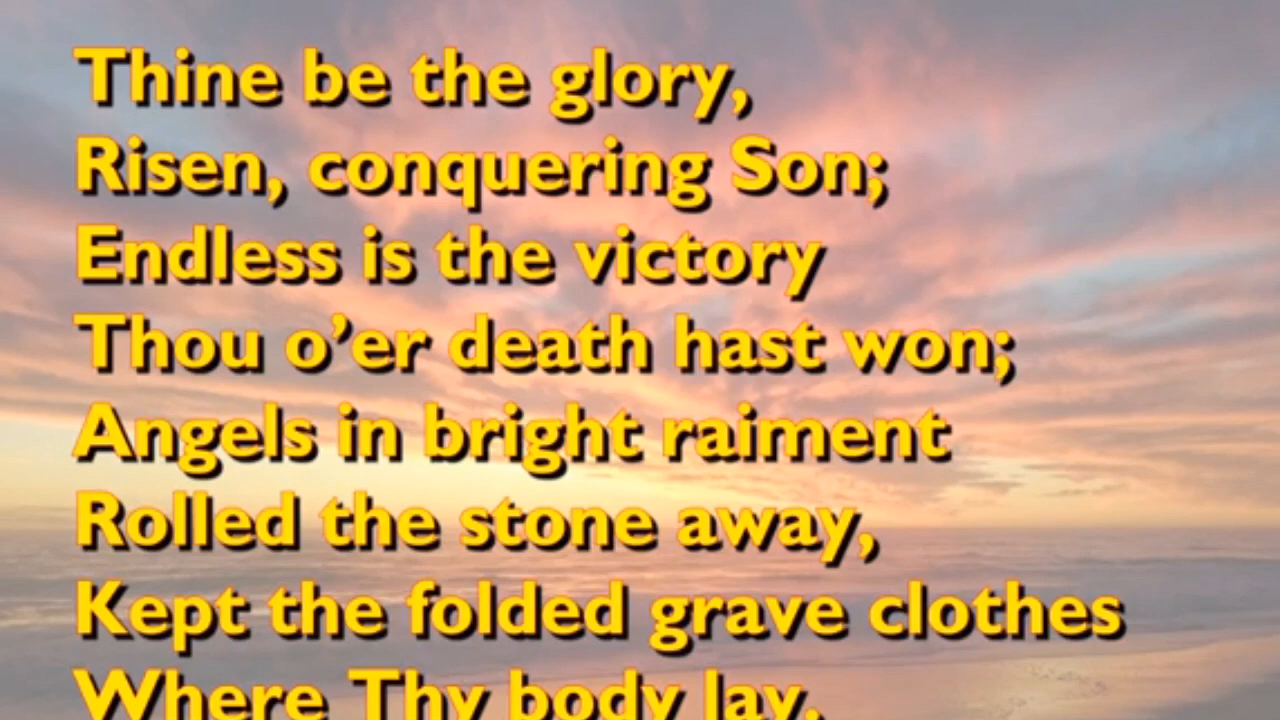 Thine be the glory,
Risen, conquering Son;
Endless is the victory
Thou o’er death hast won;
Angels in bright raiment
Rolled the stone away,
Kept the folded grave clothes
Where Thy body lay.